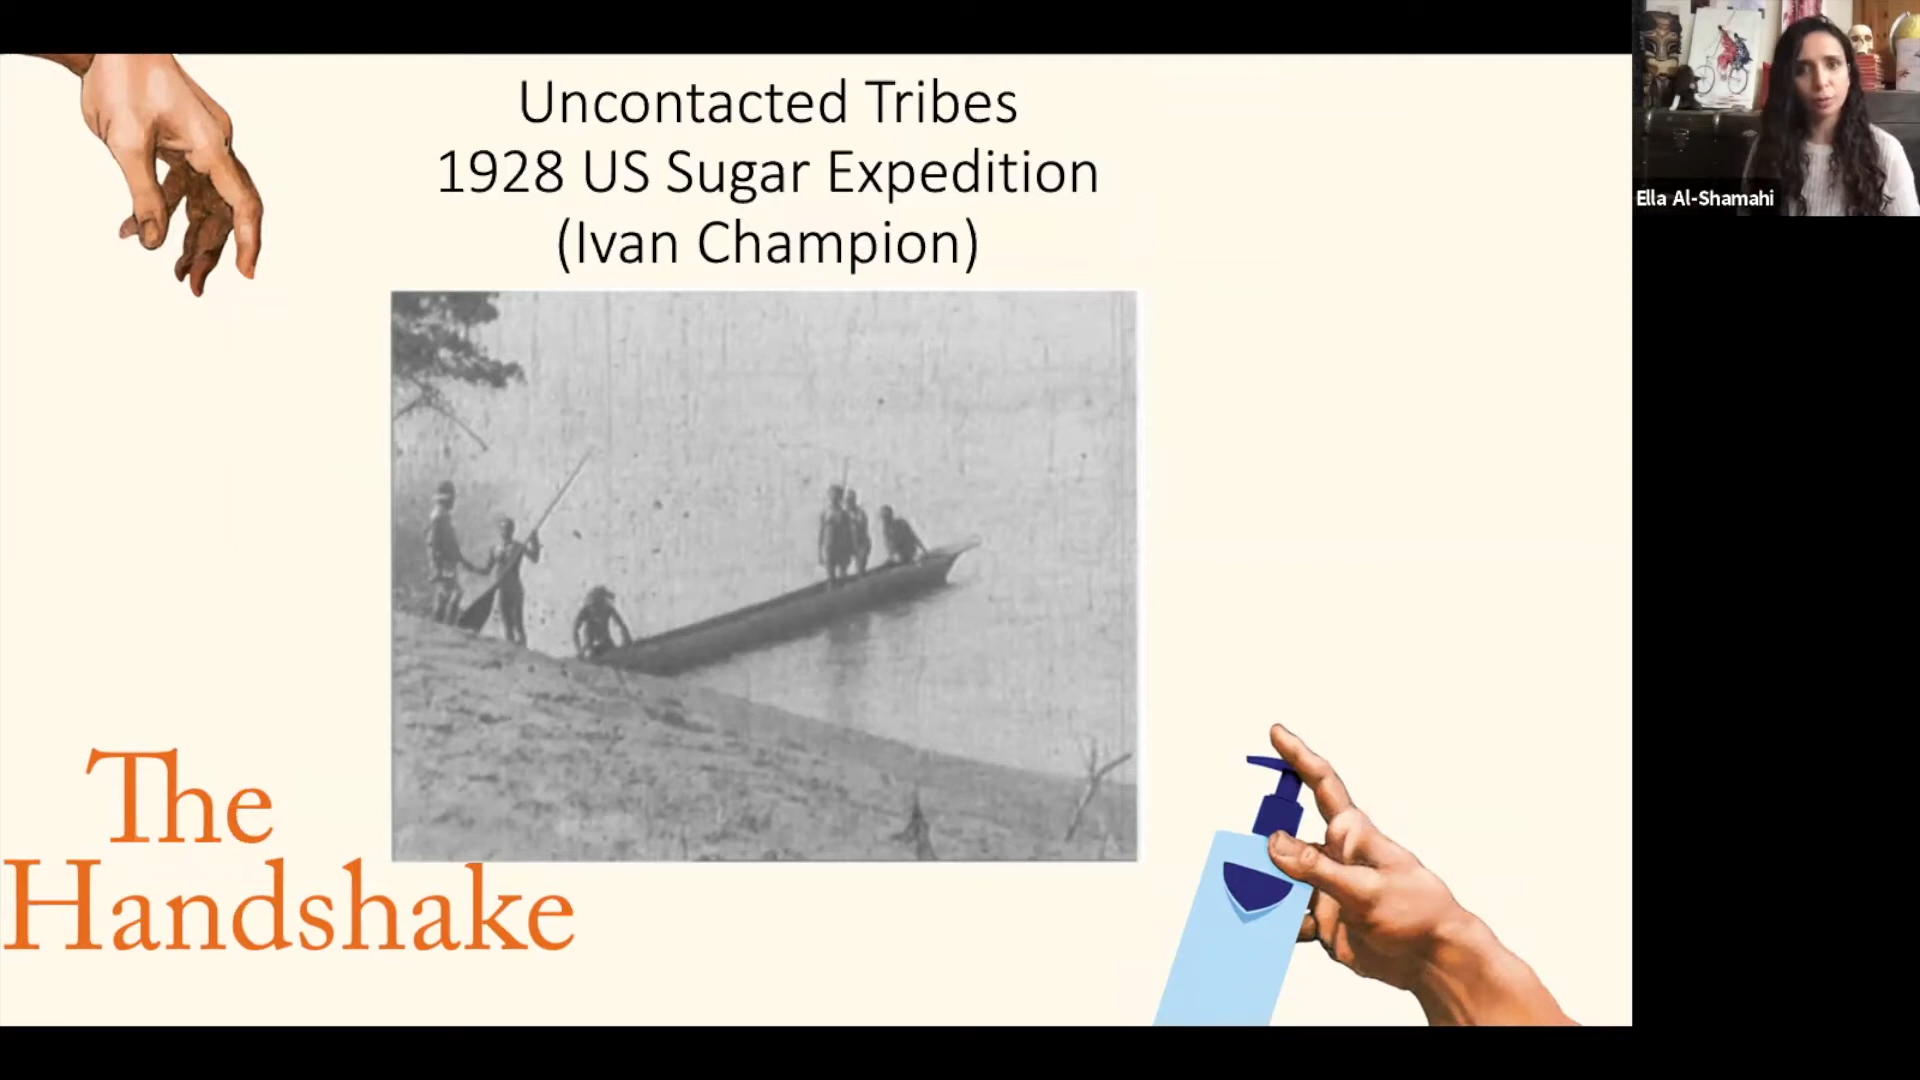 Uncontacted Tribes
1928 US Sugar Expedition
(Ivan Champion)
The
Handshake
Ella Al-Shamahi